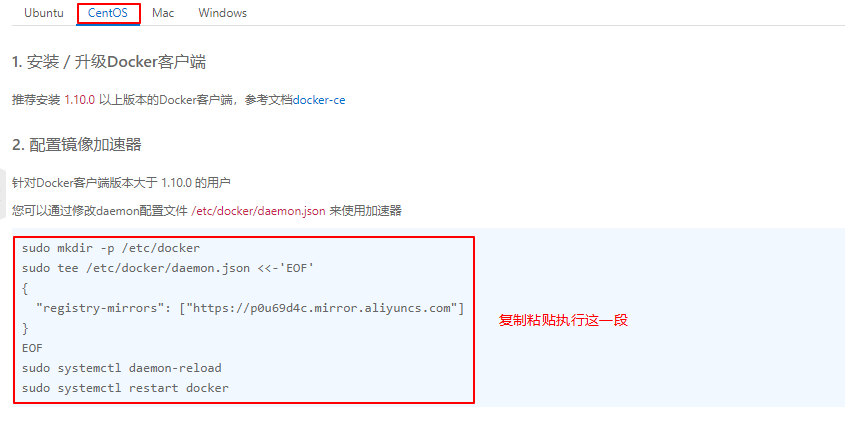 Ubuntu CentOS Mac Windows
1. 安装 / 升级Docker客户端
推荐安装 1.10.0 以上版本的Docker客户端，参考文档docker-ce
2. 配置镜像加速器
针对Docker客户端版本大于 1.10.0 的用户
您可以通过修改daemon配置文件 /etc/docker/daemon.json 来使用加速器
sudo mkdir -p /etc/docker
sudo tee /etc/docker/daemon.json <<-'EOF'
{
"registry-mirrors": ["https://p0u69d4c.mirror.aliyuncs.com"]
}
EOF
sudo systemctl daemon-reload
sudo systemctl restart docker
复制粘贴执行这一段